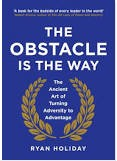 'A book for the bedside of every leader in the world'
THE
OBSTACLE
IS THE WAY
The
Ancient
Art of
Turning
Adversity to
Advantage
RYAN HOLIDAY